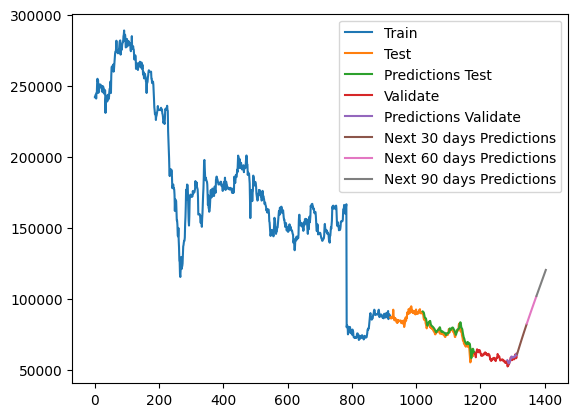 300000
250000
200000
150000
100000
50000
0
200
400
600
800
1000
1200
1400
Train
Test
Predictions Test
Validate
Predictions Validate
Next 30 days Predictions
Next 60 days Predictions
Next 90 days Predictions